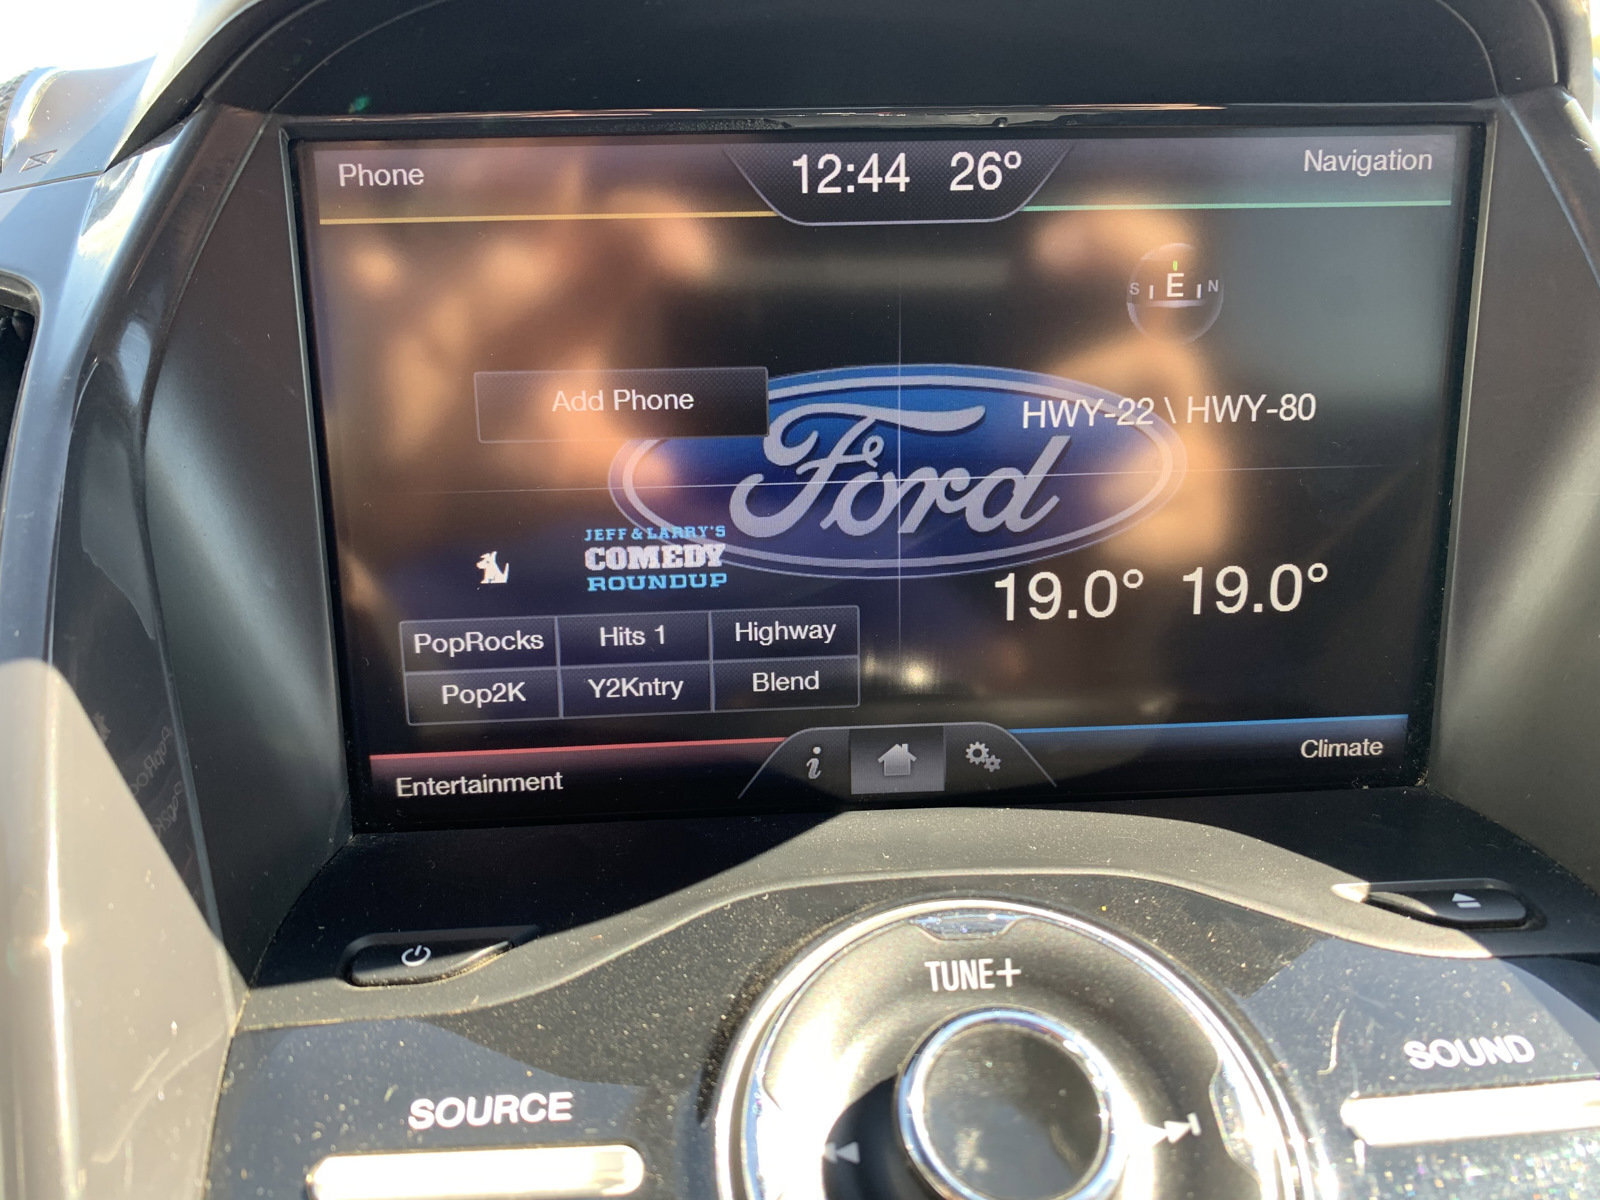 Phone
12:44 26°
Navigation
S E N
Add Phone
Ford
HWY-22 \ HWY-80
JEFF & LARRY'S
COMEDY
ROUNDUP
19.0° 19.0°
PopRocks Hits 1 Highway
Pop2K Y2Kntry Blend
Entertainment
i
Climate
TUNE+
SOURCE
SOUND